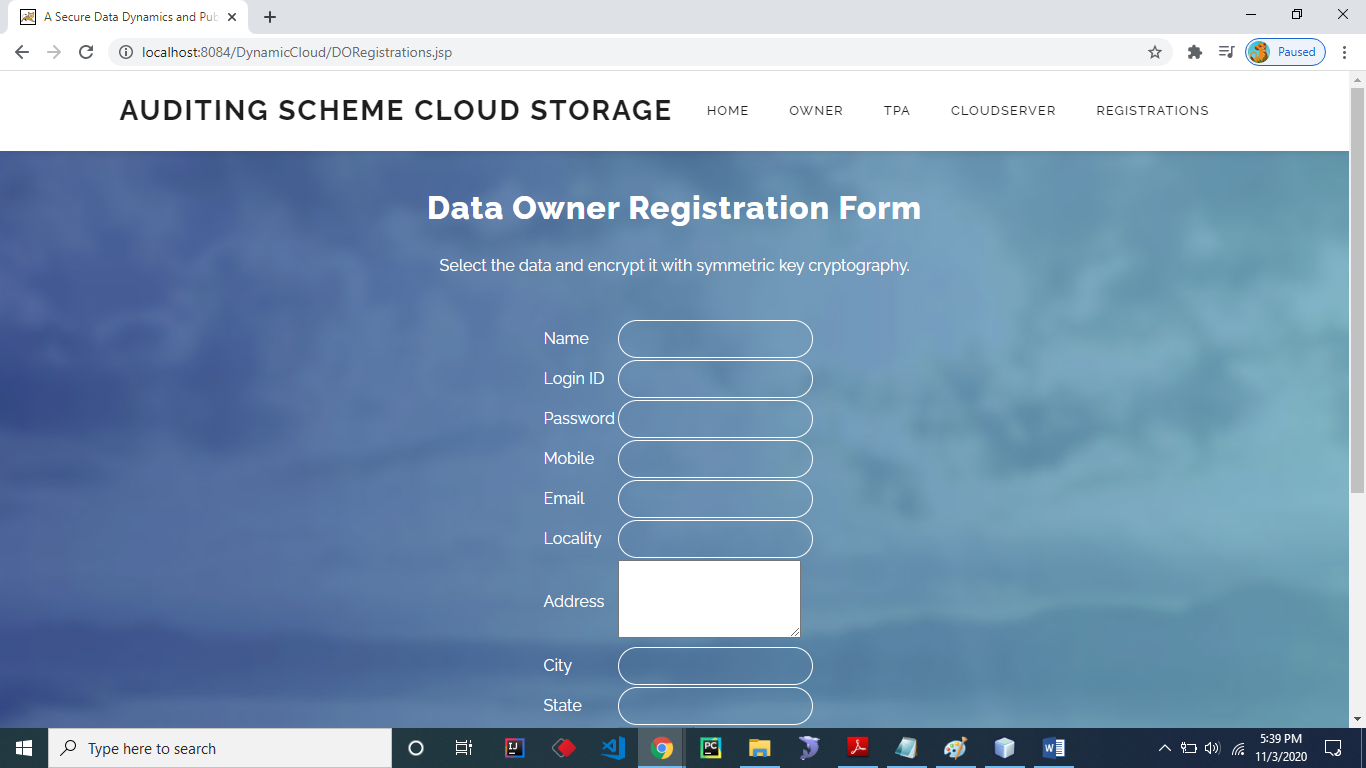 A Secure Data Dynamics and Pub
localhost:8084/DynamicCloud/DORegistrations.jsp
Paused
AUDITING SCHEME CLOUD STORAGE
HOME
OWNER
TPA
CLOUDSERVER
REGISTRATIONS
Data Owner Registration Form
Select the data and encrypt it with symmetric key cryptography.
Name
Login ID
Password
Mobile
Email
Locality
Address
City
State
Type here to search
IJ
PC
W
5:39 PM
11/3/2020